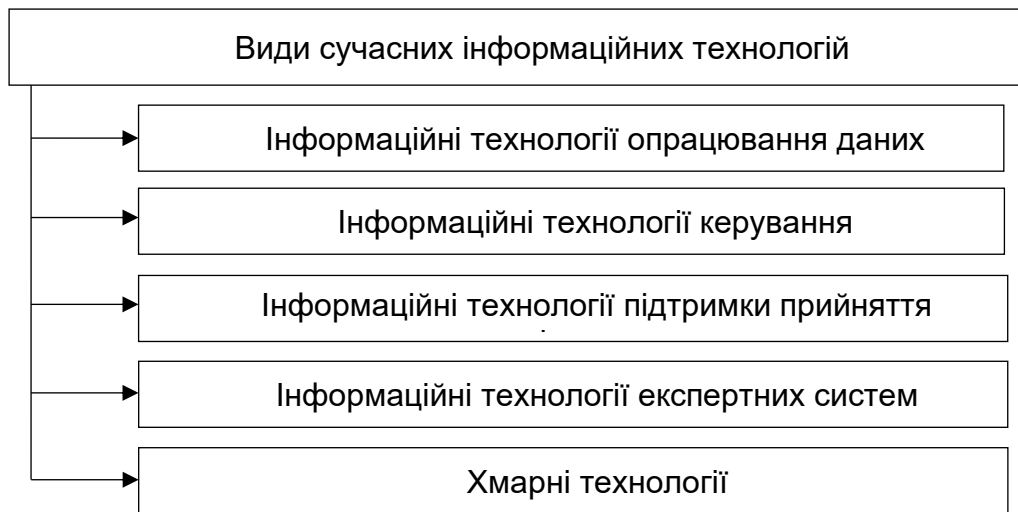 Види сучасних інформаційних технологій
Інформаційні технології опрацювання даних
Інформаційні технології керування
Інформаційні технології підтримки прийняття
Інформаційні технології експертних систем
Хмарні технології